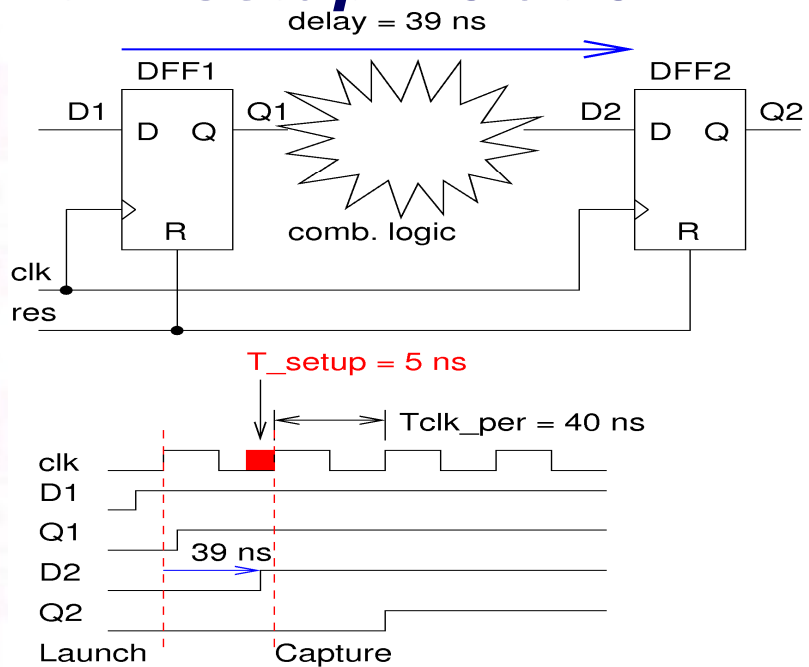 delay = 39 ns
DFF1 DFF2
D1 Q1 D2 Q2
D Q D Q
R R
comb. logic
clk
res
T_setup = 5 ns
Tclk_per = 40 ns
clk
D1
Q1
39 ns
D2
Q2
Launch Capture